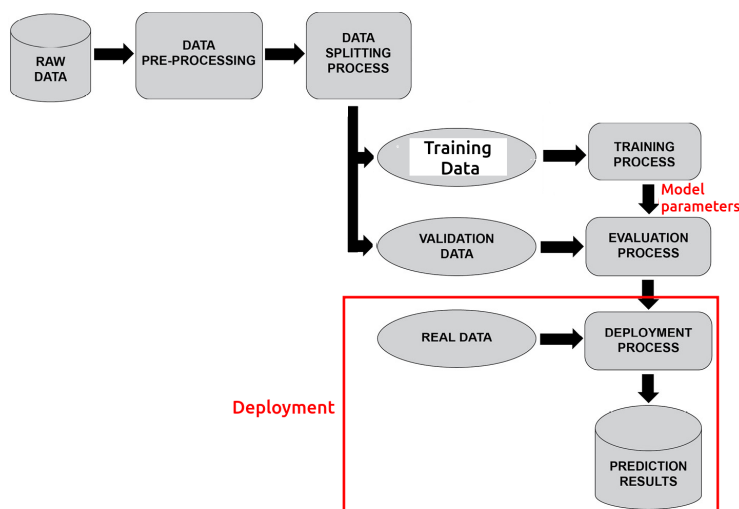 RAW
DATA
DATA
PRE-PROCESSING
DATA
SPLITTING
PROCESS
Training
Data
TRAINING
PROCESS
Model
parameters
VALIDATION
DATA
EVALUATION
PROCESS
REAL DATA
DEPLOYMENT
PROCESS
Deployment
PREDICTION
RESULTS